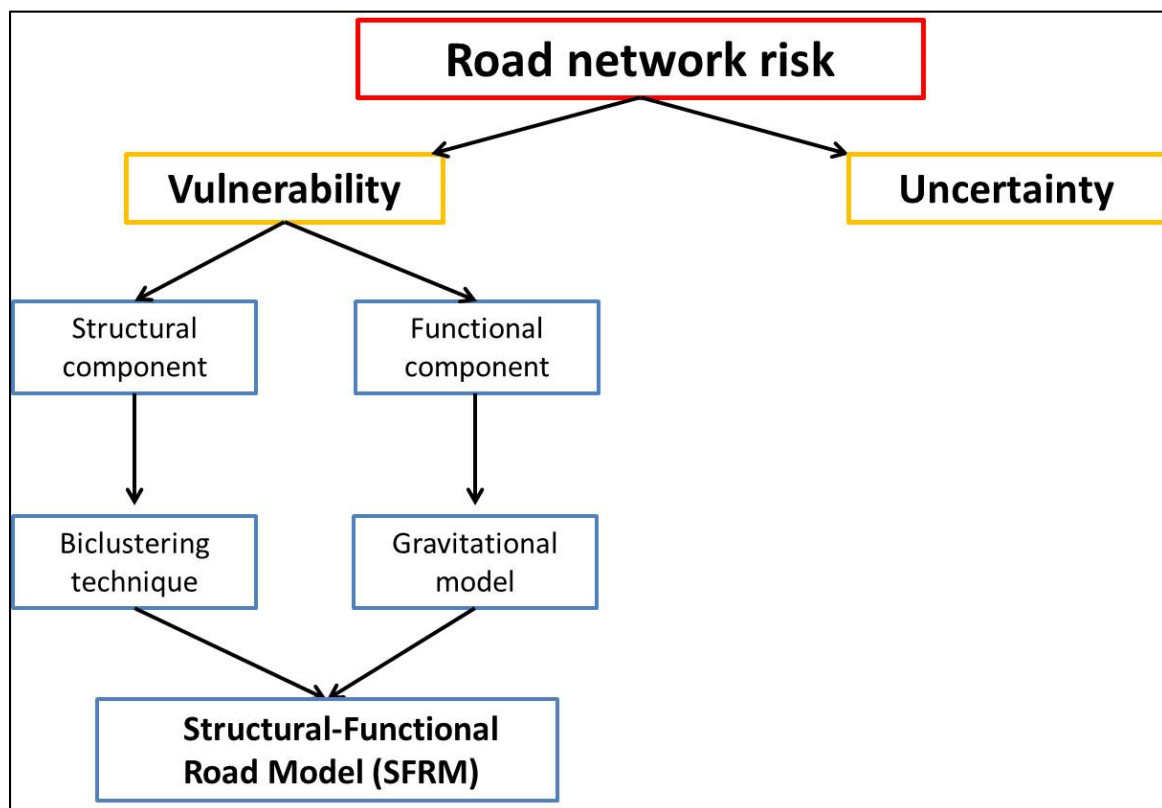 Road network risk
Vulnerability
Uncertainty
Structural
component
Functional
component
Biclustering
technique
Gravitational
model
Structural-Functional
Road Model (SFRM)